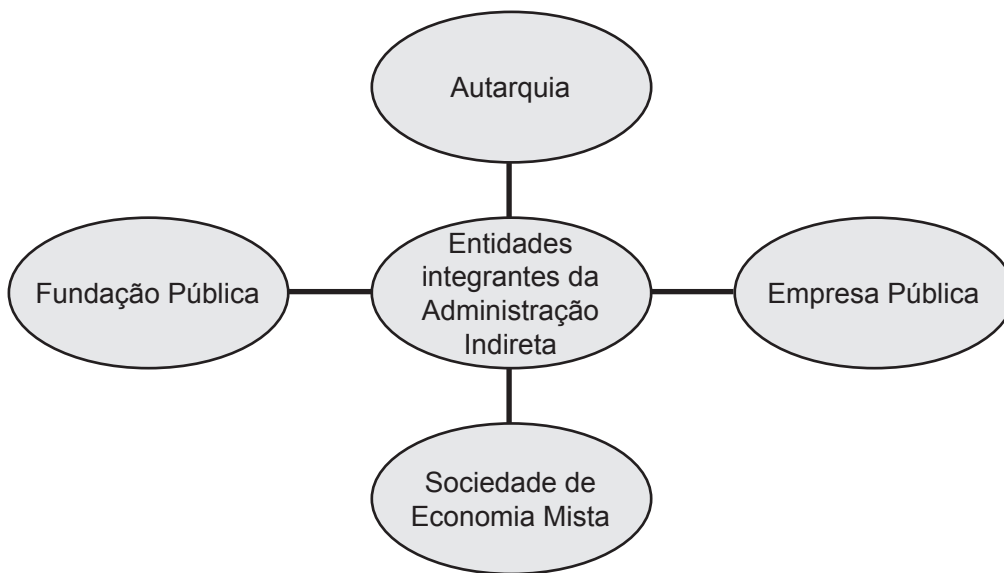 Autarquia
Fundação Pública
Entidades
integrantes da
Administração
Indireta
Empresa Pública
Sociedade de
Economia Mista